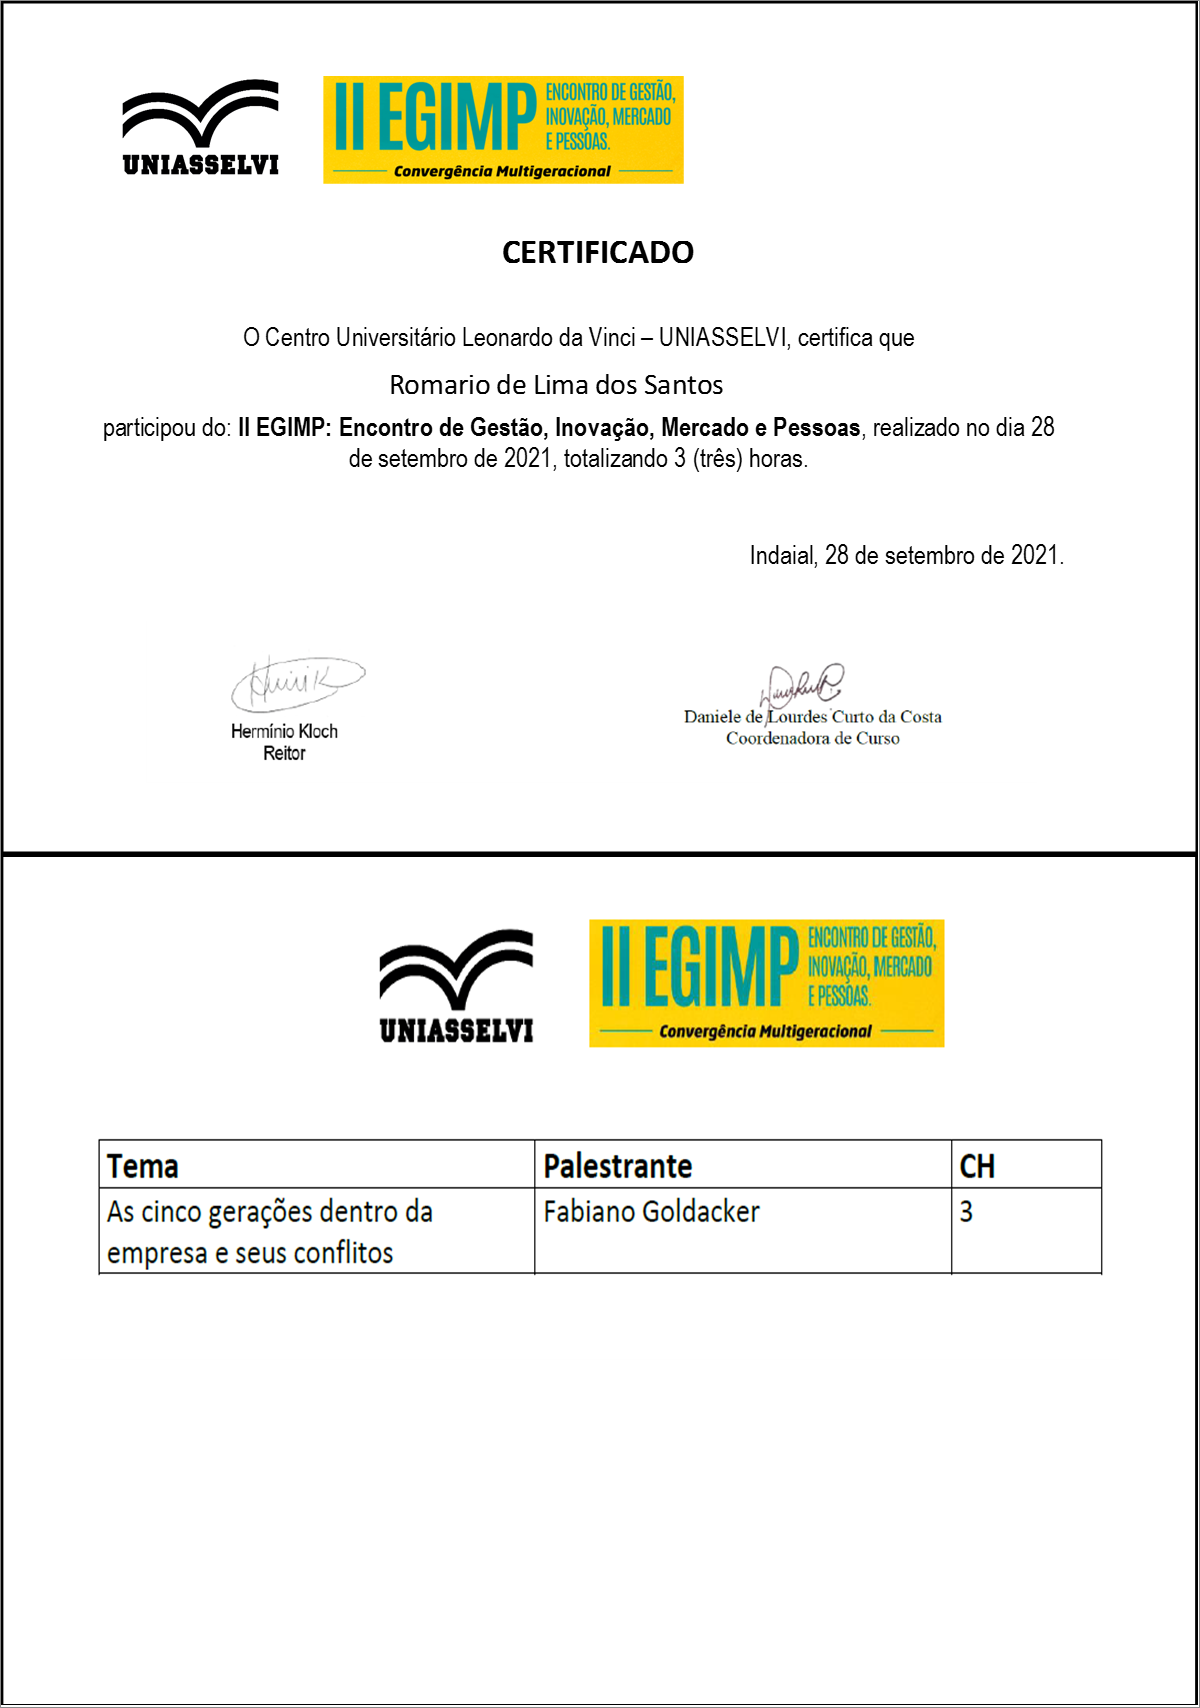 UNIASSELVI
II EGIMP
ENCONTRO DE GESTÃO,
INOVAÇÃO, MERCADO
E PESSOAS.
Convergência Multigeracional
CERTIFICADO
O Centro Universitário Leonardo da Vinci – UNIASSELVI, certifica que
Romario de Lima dos Santos
participou do: II EGIMP: Encontro de Gestão, Inovação, Mercado e Pessoas, realizado no dia 28
de setembro de 2021, totalizando 3 (três) horas.
Indaial, 28 de setembro de 2021.
Hermínio Kloch
Reitor
Daniele de Lourdes Curto da Costa
Coordenadora de Curso
UNIASSELVI
II EGIMP
ENCONTRO DE GESTÃO,
INOVAÇÃO, MERCADO
E PESSOAS.
Convergência Multigeracional
Tema Palestrante CH
As cinco gerações dentro da Fabiano Goldacker 3
empresa e seus conflitos